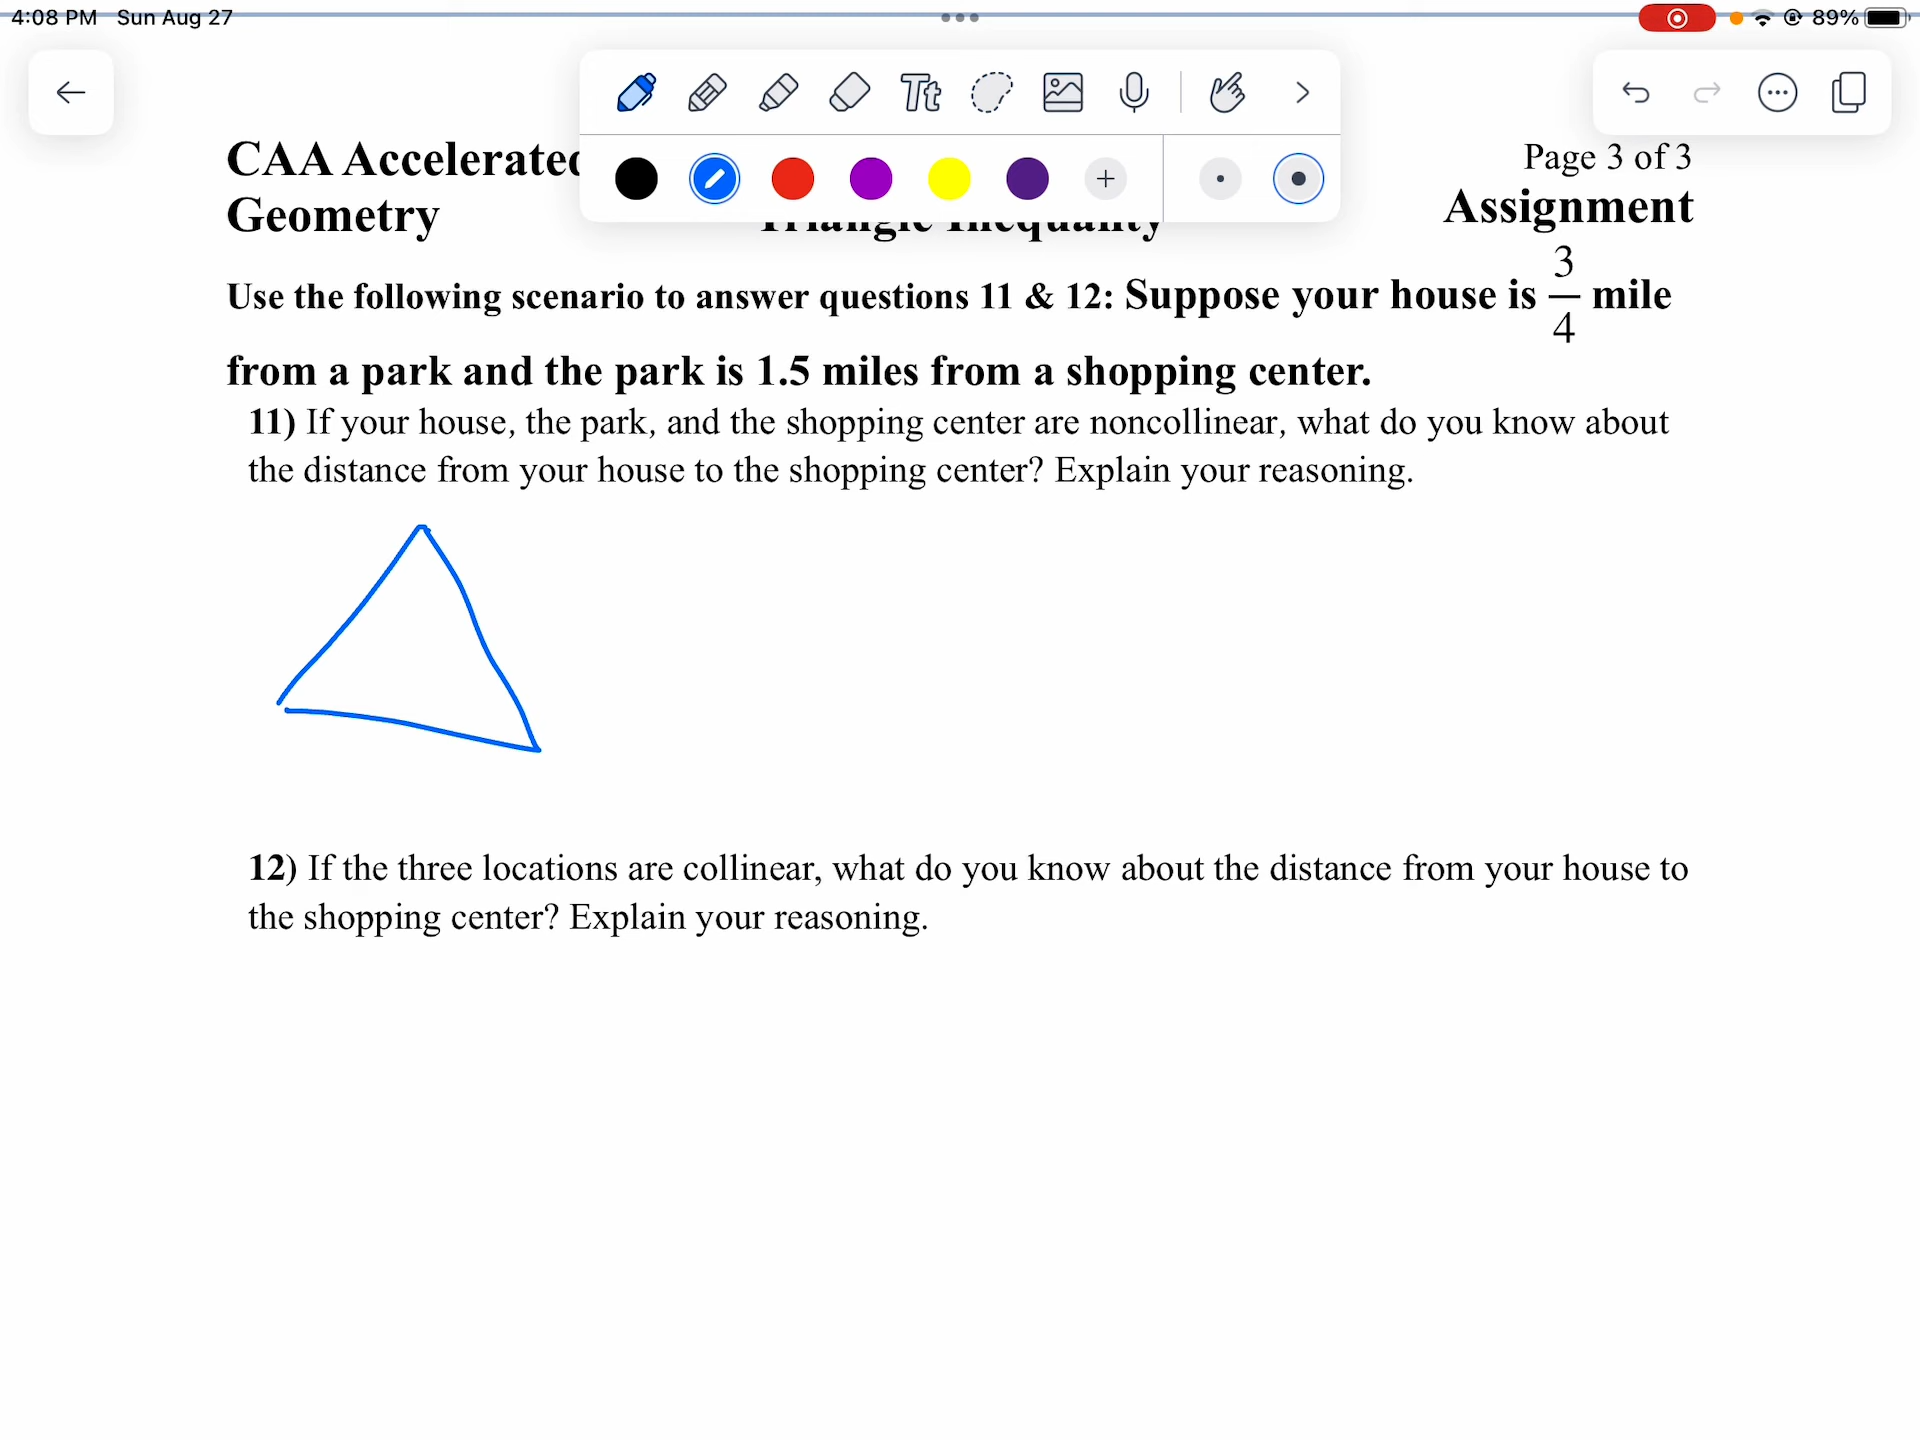 4:08 PM Sun Aug 27
89%
Tt
CAA Accelerated
Page 3 of 3
Geometry
Triangle Inequality
Assignment
Use the following scenario to answer questions 11 & 12: Suppose your house is 3/4 mile
from a park and the park is 1.5 miles from a shopping center.
11) If your house, the park, and the shopping center are noncollinear, what do you know about
the distance from your house to the shopping center? Explain your reasoning.
12) If the three locations are collinear, what do you know about the distance from your house to
the shopping center? Explain your reasoning.